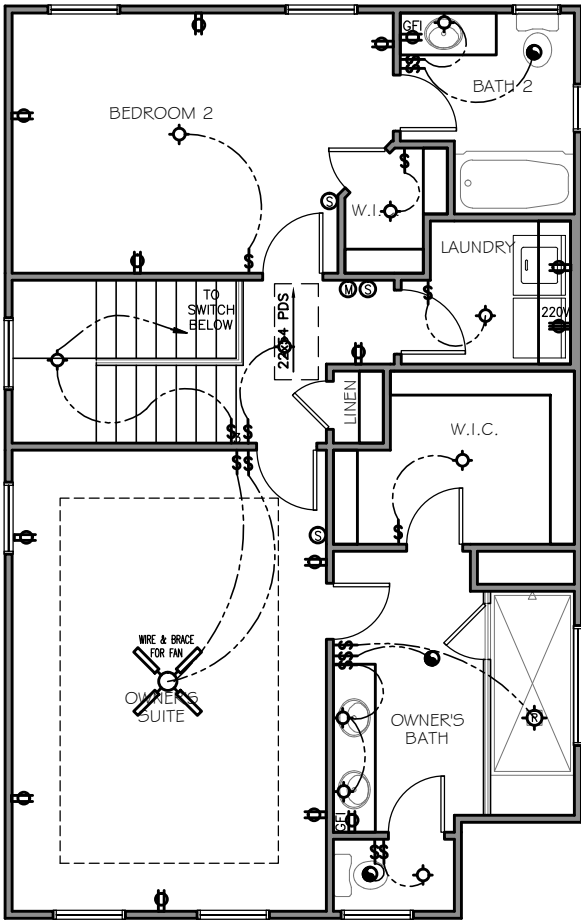 GFI
BATH 2
BEDROOM 2
S
W.I.
LAUNDRY
TO
SWITCH
BELOW
M S
22x54 PDS
220V
LINEN
W.I.C.
S
WIRE & BRACE
FOR FAN
OWNER'S
SUITE
OWNER'S
BATH
R
GFI